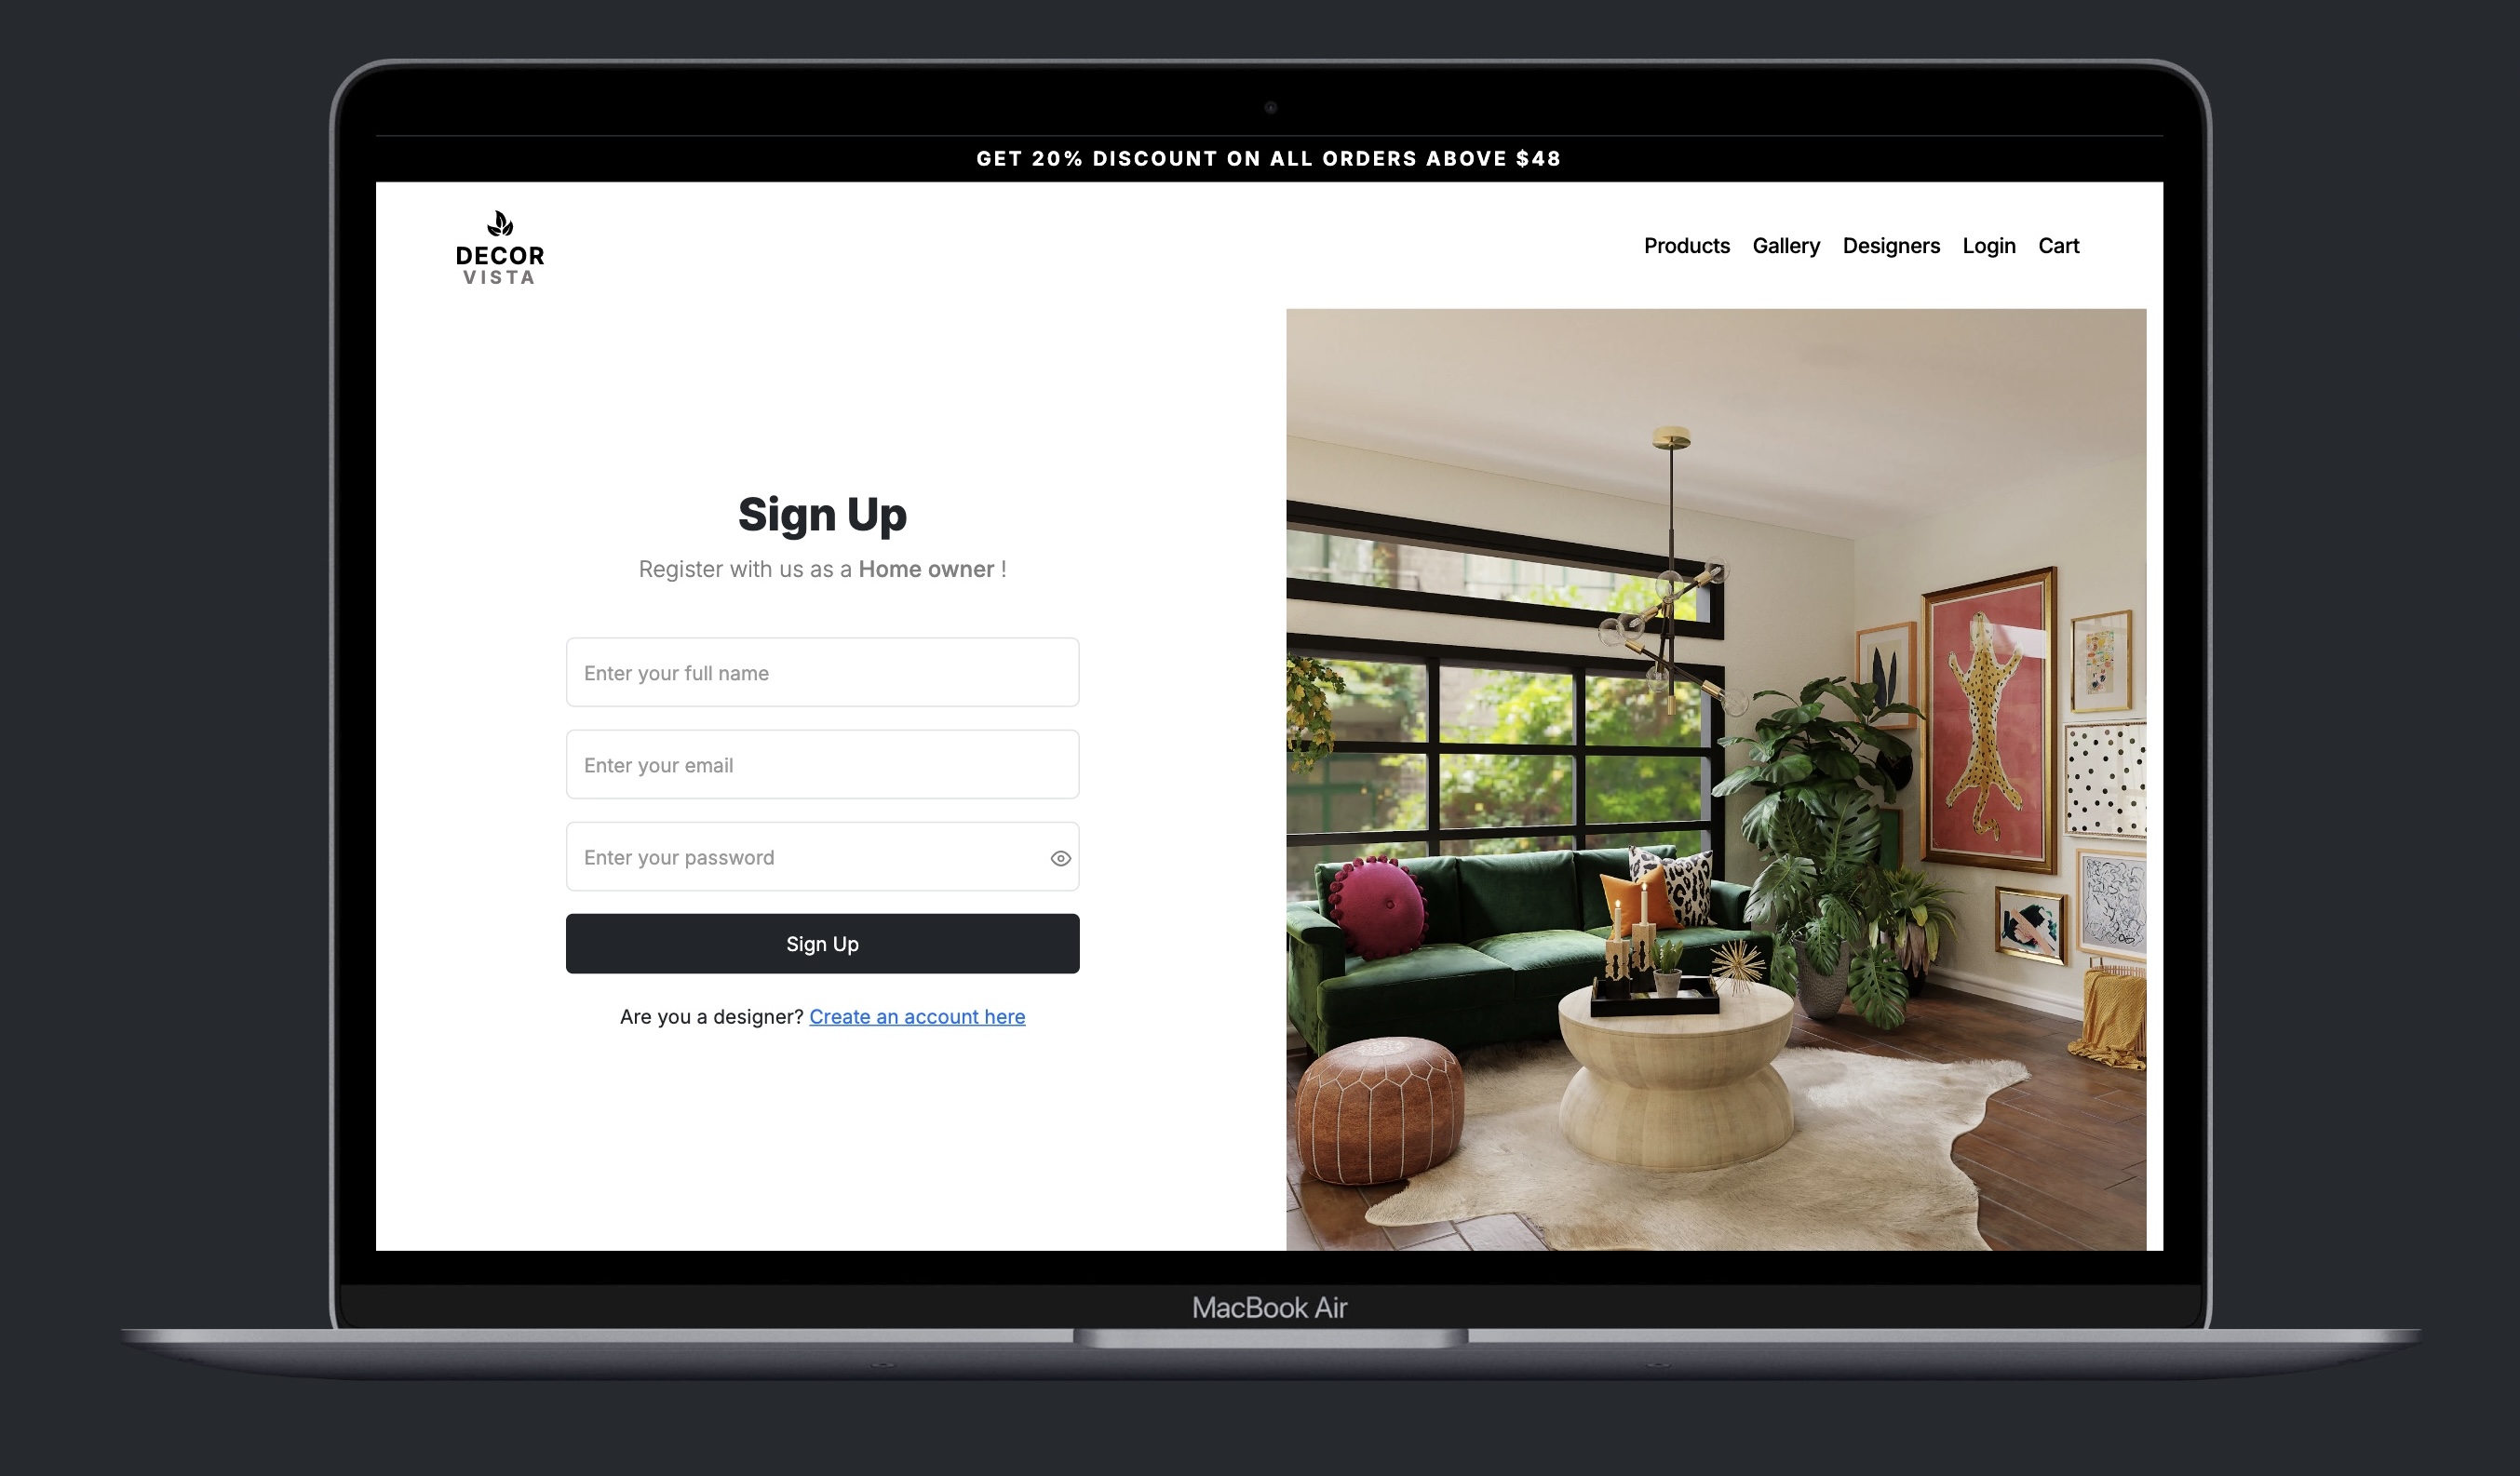 GET 20% DISCOUNT ON ALL ORDERS ABOVE $48
DECOR
VISTA
Products Gallery Designers Login Cart
Sign Up
Register with us as a Home owner !
Enter your full name
Enter your email
Enter your password
Sign Up
Are you a designer? Create an account here
MacBook Air